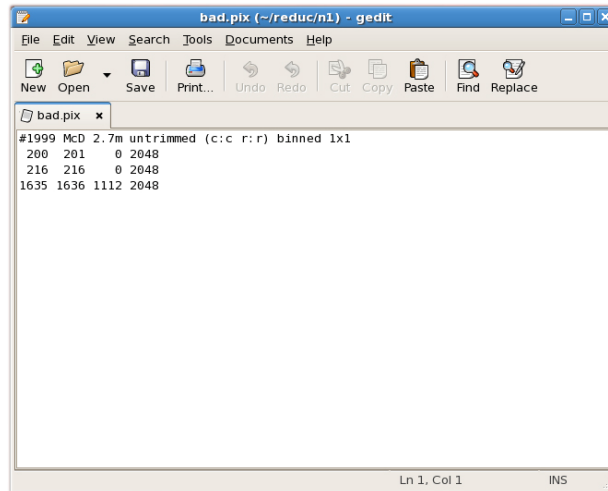 bad.pix (~/reduc/n1) - gedit
File Edit View Search Tools Documents Help
New Open Save Print... Undo Redo Cut Copy Paste Find Replace
bad.pix x
#1999 McD 2.7m untrimmed (c:c r:r) binned 1x1
200 201 0 2048
216 216 0 2048
1635 1636 1112 2048
Ln 1, Col 1 INS